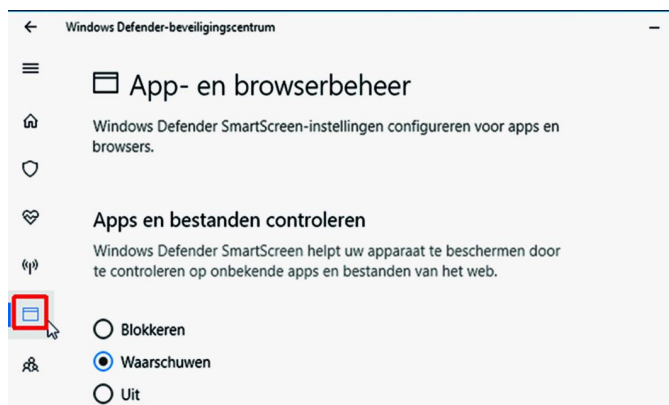 Windows Defender-beveiligingscentrum
App- en browserbeheer
Windows Defender SmartScreen-instellingen configureren voor apps en
browsers.
Apps en bestanden controleren
Windows Defender SmartScreen helpt uw apparaat te beschermen door
te controleren op onbekende apps en bestanden van het web.
Blokkeren
Waarschuwen
Uit